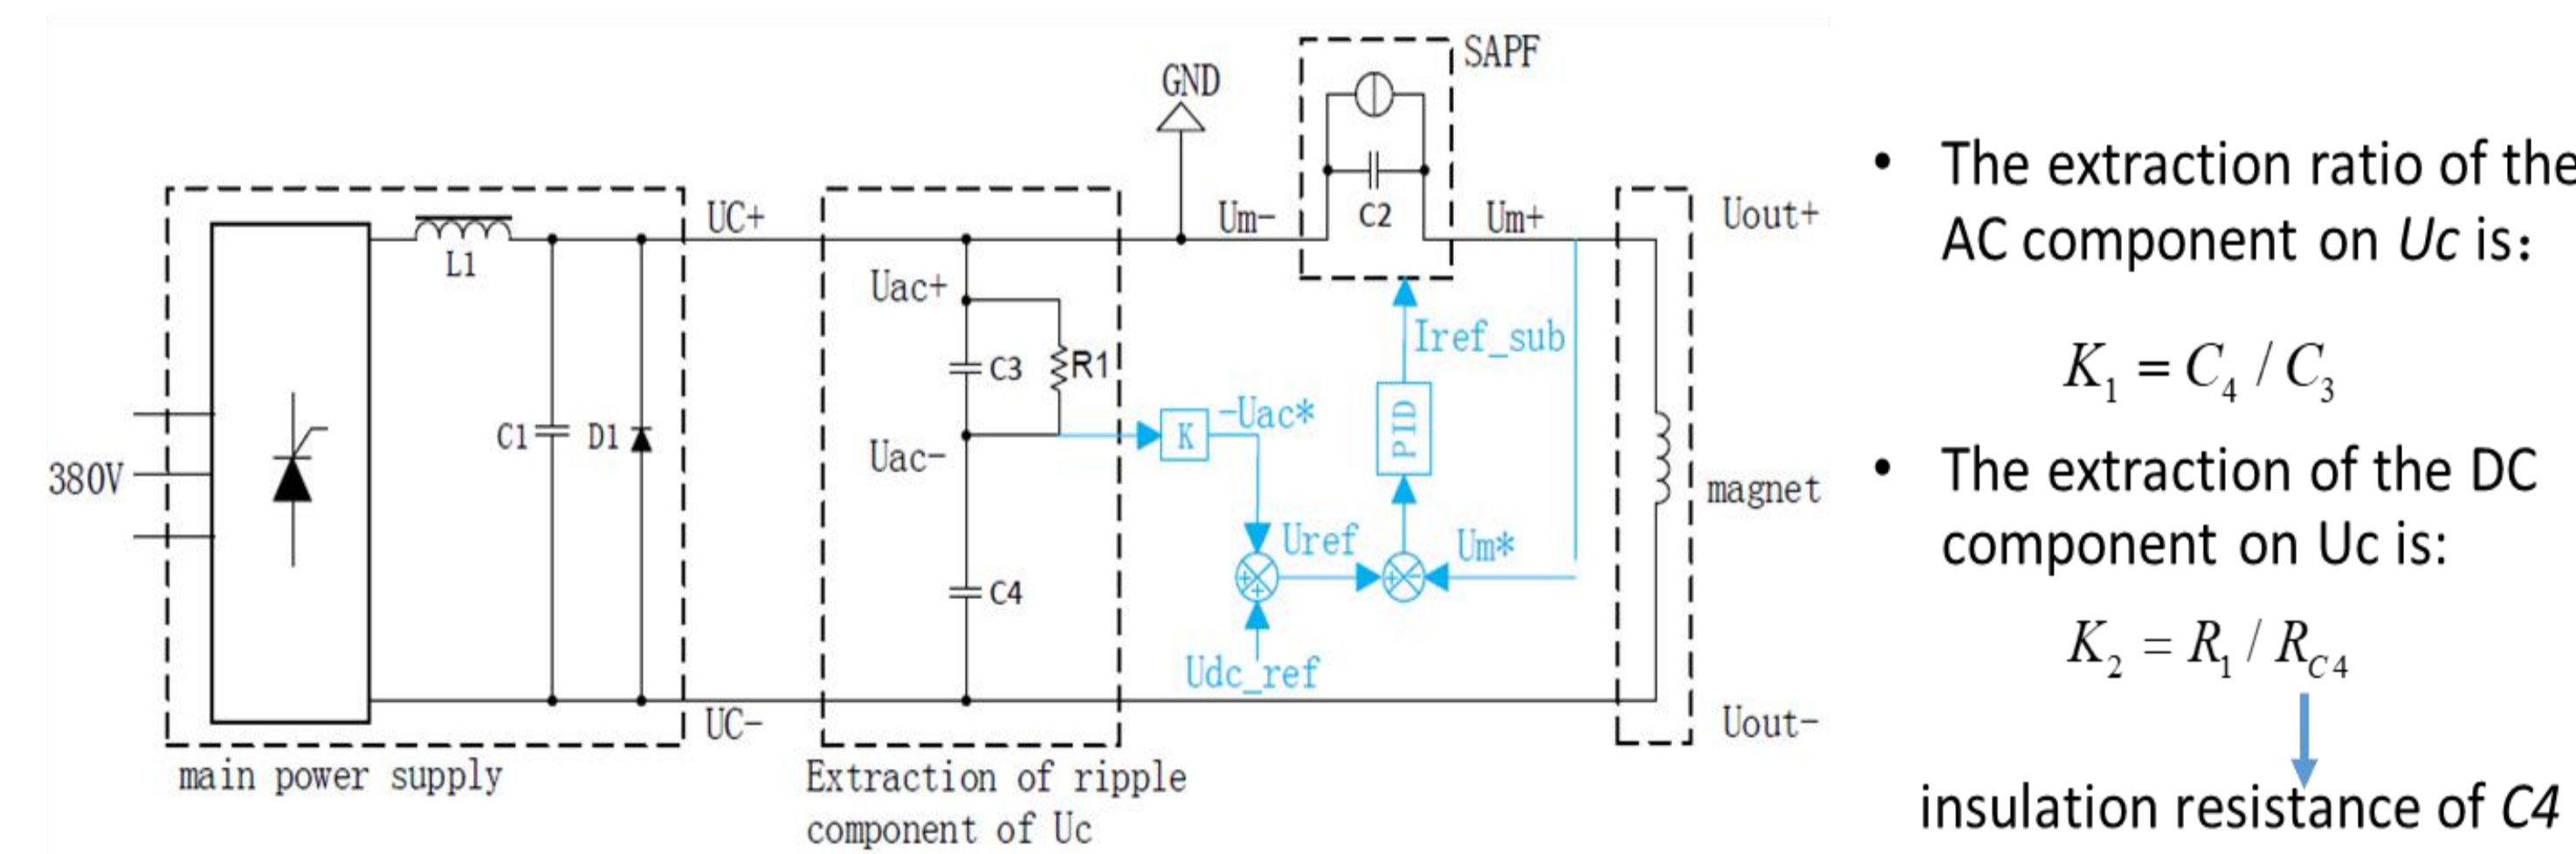 SAPF
GND
UC+
Um-
C2
Um+
Uout+
L1
Uac+
Iref_sub
C3
R1
C1
D1
K
-Uac*
PID
Uac-
380V
magnet
Uref
Um*
C4
Udc_ref
UC-
Uout-
main power supply
Extraction of ripple
component of Uc
• The extraction ratio of the
AC component on Uc is：
K₁ = C₄ / C₃
• The extraction of the DC
component on Uc is:
K₂ = R₁ / R_C4
insulation resistance of C4